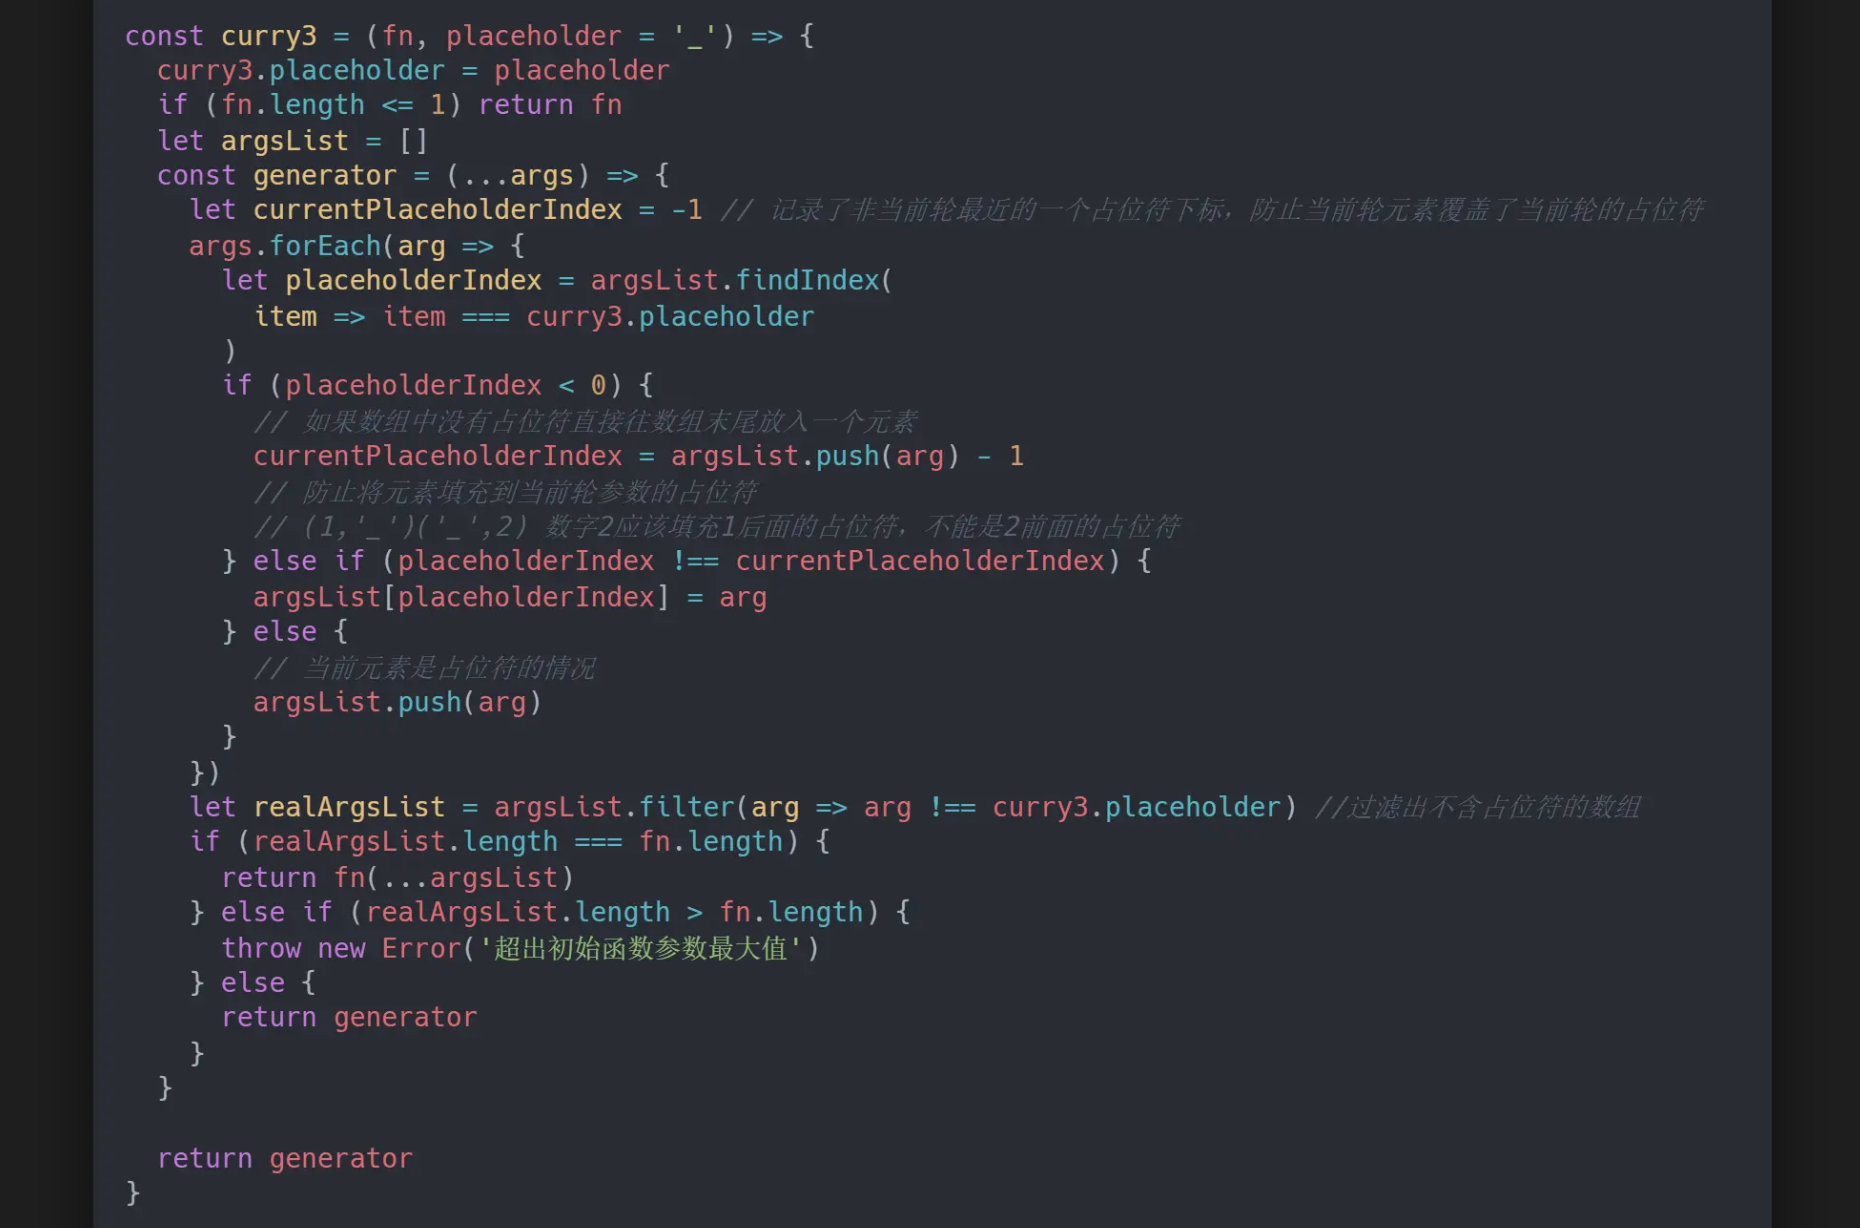 const curry3 = (fn, placeholder = '_') => {
  curry3.placeholder = placeholder
  if (fn.length <= 1) return fn
  let argsList = []
  const generator = (...args) => {
    let currentPlaceholderIndex = -1 // 记录了非当前轮最近的一个占位符下标，防止当前轮元素覆盖了当前轮的占位符
    args.forEach(arg => {
      let placeholderIndex = argsList.findIndex(
        item => item === curry3.placeholder
      )
      if (placeholderIndex < 0) {
        // 如果数组中没有占位符直接往数组末尾放入一个元素
        currentPlaceholderIndex = argsList.push(arg) - 1
        // 防止将元素填充到当前轮参数的占位符
        // (1,'_')('_',2) 数字2应该填充1后面的占位符，不能是2前面的占位符
      } else if (placeholderIndex !== currentPlaceholderIndex) {
        argsList[placeholderIndex] = arg
      } else {
        // 当前元素是占位符的情况
        argsList.push(arg)
      }
    })
    let realArgsList = argsList.filter(arg => arg !== curry3.placeholder) //过滤出不含占位符的数组
    if (realArgsList.length === fn.length) {
      return fn(...argsList)
    } else if (realArgsList.length > fn.length) {
      throw new Error('超出初始函数参数最大值')
    } else {
      return generator
    }
  }

  return generator
}